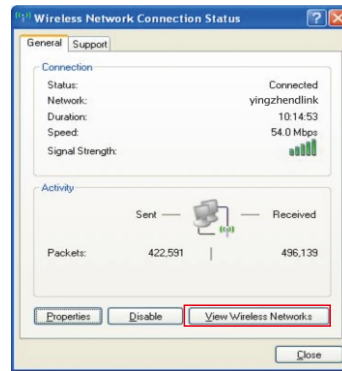 Wireless Network Connection Status
General Support
Connection
Status: Connected
Network: yingzhendlink
Duration: 10:14:53
Speed: 54.0 Mbps
Signal Strength:
Activity
Sent Received
Packets: 422,591 496,139
Properties Disable View Wireless Networks
Close